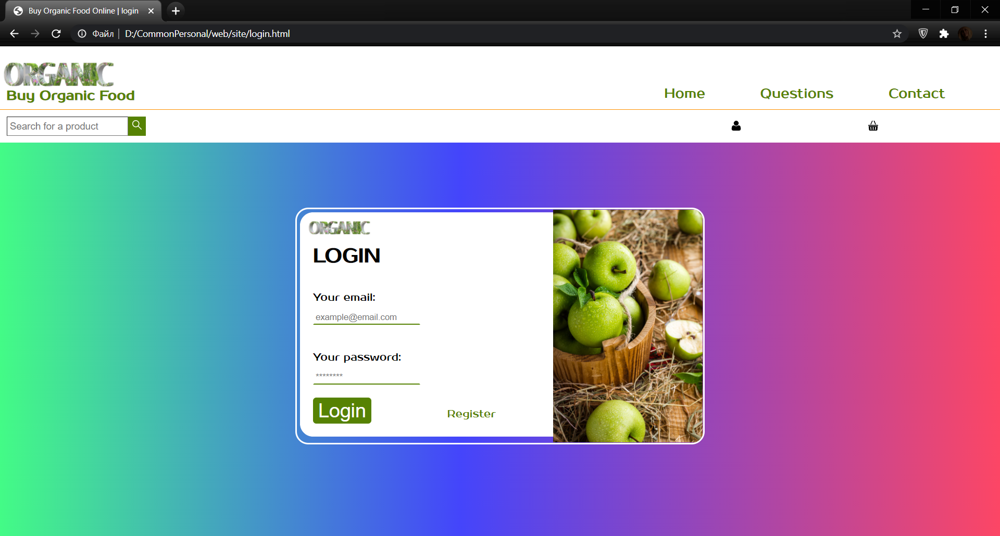 Buy Organic Food Online | login
Файл | D:/CommonPersonal/web/site/login.html
ORGANIC
Buy Organic Food
Home Questions Contact
Search for a product
ORGANIC
LOGIN
Your email:
example@email.com
Your password:
********
Login Register